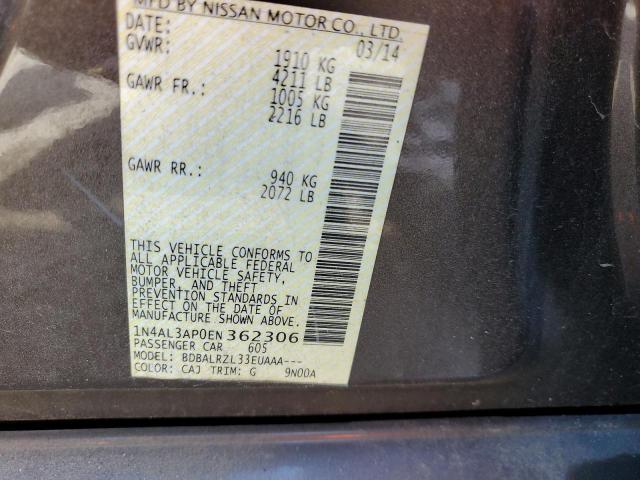 MFD BY NISSAN MOTOR CO., LTD.
DATE: 03/14
GVWR: 1910 KG
4211 LB
GAWR FR.: 1005 KG
2216 LB
GAWR RR.: 940 KG
2072 LB
THIS VEHICLE CONFORMS TO
ALL APPLICABLE FEDERAL
MOTOR VEHICLE SAFETY,
BUMPER, AND THEFT
PREVENTION STANDARDS IN
EFFECT ON THE DATE OF
MANUFACTURE SHOWN ABOVE.
1N4AL3AP0EN362306
PASSENGER CAR 605
MODEL: BDBALRZL33EUAAA---
COLOR: CAJ TRIM: G 9N00A